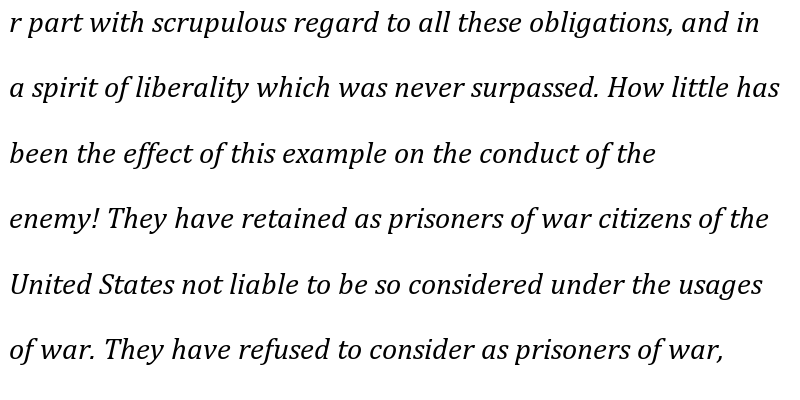 r part with scrupulous regard to all these obligations, and in
a spirit of liberality which was never surpassed. How little has
been the effect of this example on the conduct of the
enemy! They have retained as prisoners of war citizens of the
United States not liable to be so considered under the usages
of war. They have refused to consider as prisoners of war,